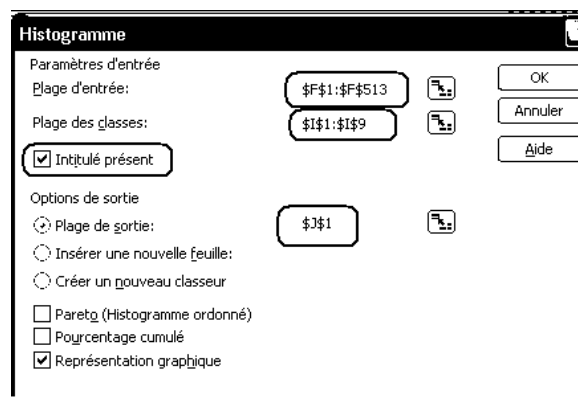 Histogramme
Paramètres d'entrée
Plage d'entrée: $F$1:$F$513
OK
Plage des classes: $I$1:$I$9
Annuler
Intitulé présent
Aide
Options de sortie
Plage de sortie: $J$1
Insérer une nouvelle feuille:
Créer un nouveau classeur
Pareto (Histogramme ordonné)
Pourcentage cumulé
Représentation graphique